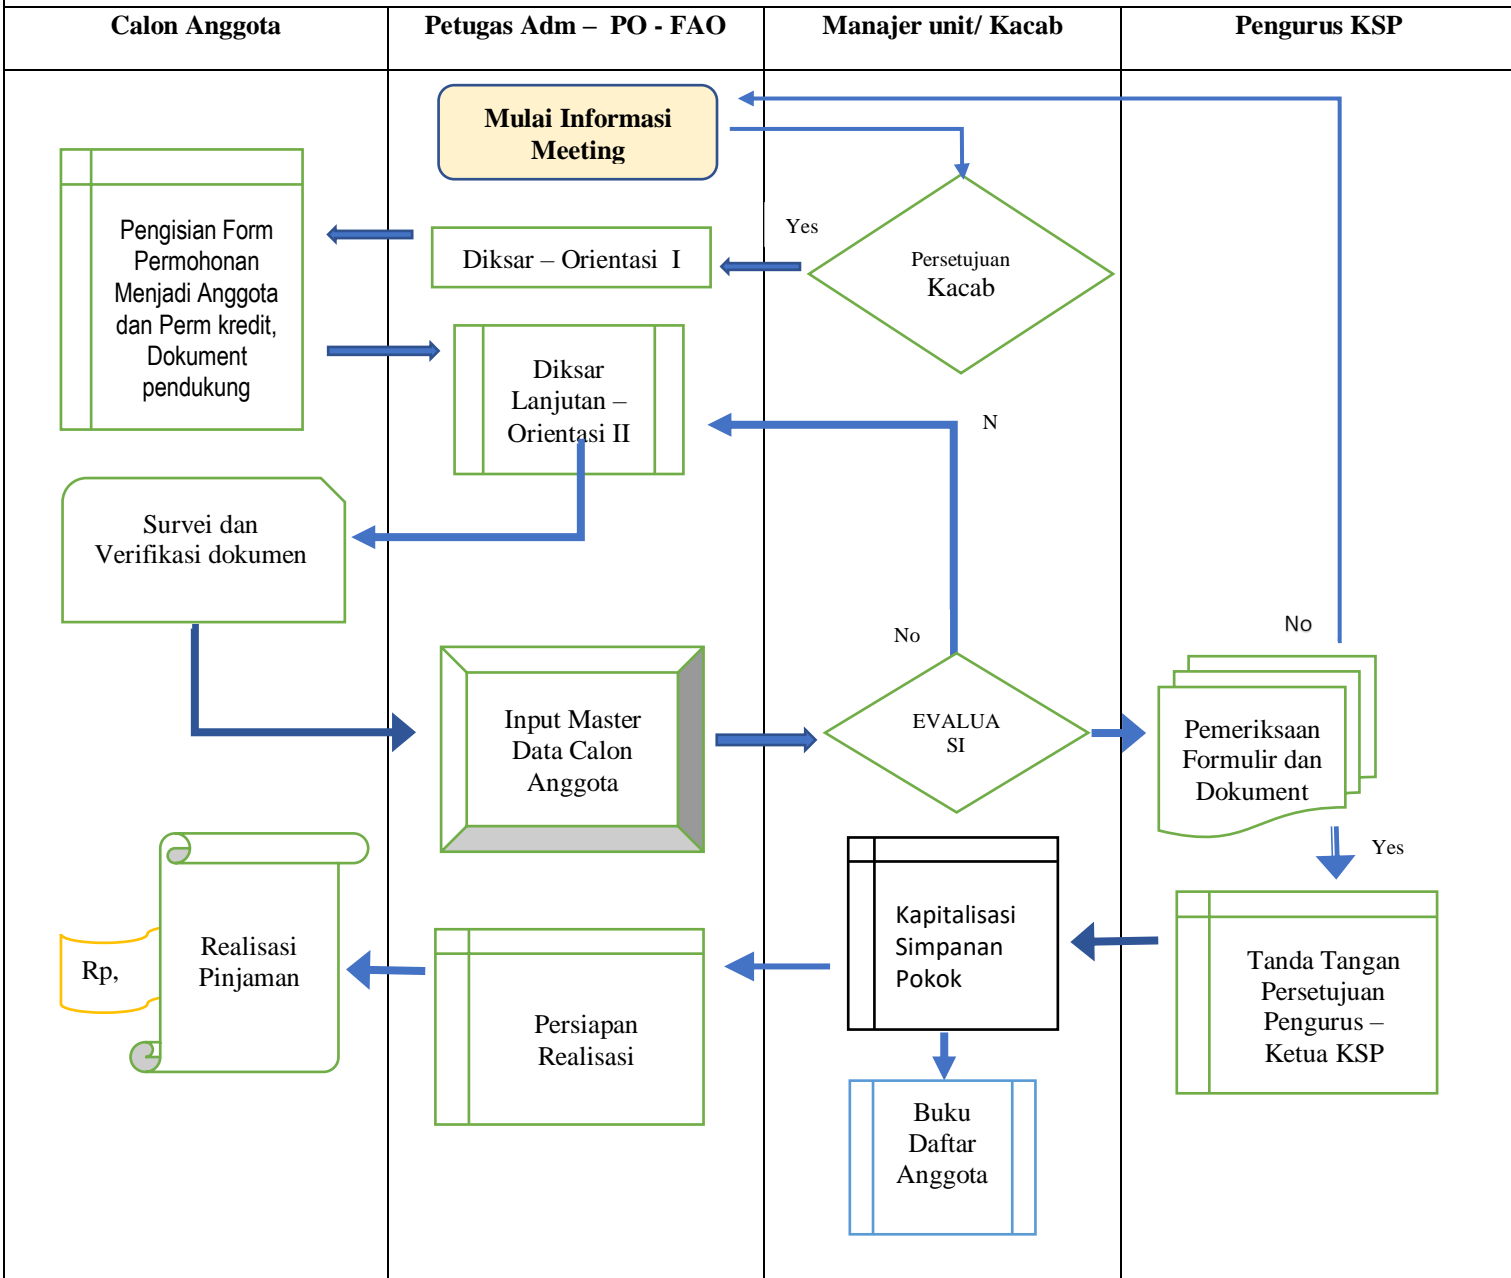 Calon Anggota
Petugas Adm – PO - FAO
Manajer unit/ Kacab
Pengurus KSP
Mulai Informasi
Meeting
Pengisian Form
Permohonan
Menjadi Anggota
dan Perm kredit,
Dokument
pendukung
Diksar – Orientasi I
Yes
Persetujuan
Kacab
Diksar
Lanjutan –
Orientasi II
N
Survei dan
Verifikasi dokumen
No
No
Input Master
Data Calon
Anggota
EVALUA
SI
Pemeriksaan
Formulir dan
Dokument
Yes
Rp,
Realisasi
Pinjaman
Persiapan
Realisasi
Kapitalisasi
Simpanan
Pokok
Tanda Tangan
Persetujuan
Pengurus –
Ketua KSP
Buku
Daftar
Anggota